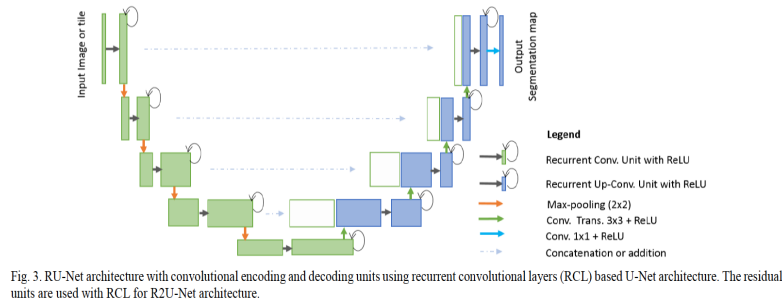 Input Image or tile
Output
Segmentation map
Legend
Recurrent Conv. Unit with ReLU
Recurrent Up-Conv. Unit with ReLU
Max-pooling (2x2)
Conv. Trans. 3x3 + ReLU
Conv. 1x1 + ReLU
Concatenation or addition
Fig. 3. RU-Net architecture with convolutional encoding and decoding units using recurrent convolutional layers (RCL) based U-Net architecture. The residual
units are used with RCL for R2U-Net architecture.